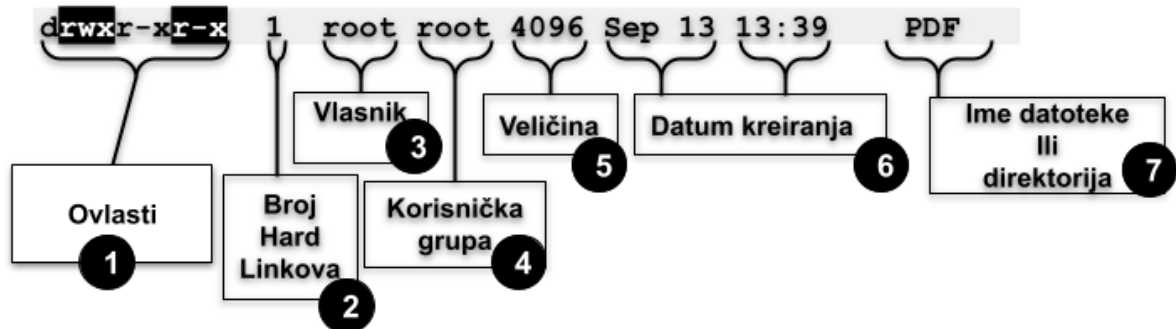 drwxr-xr-x 1 root root 4096 Sep 13 13:39 PDF
Vlasnik
3
Veličina
5
Datum kreiranja
6
Ime datoteke
Ili
direktorija
7
Ovlasti
1
Broj
Hard
Linkova
2
Korisnička
grupa
4